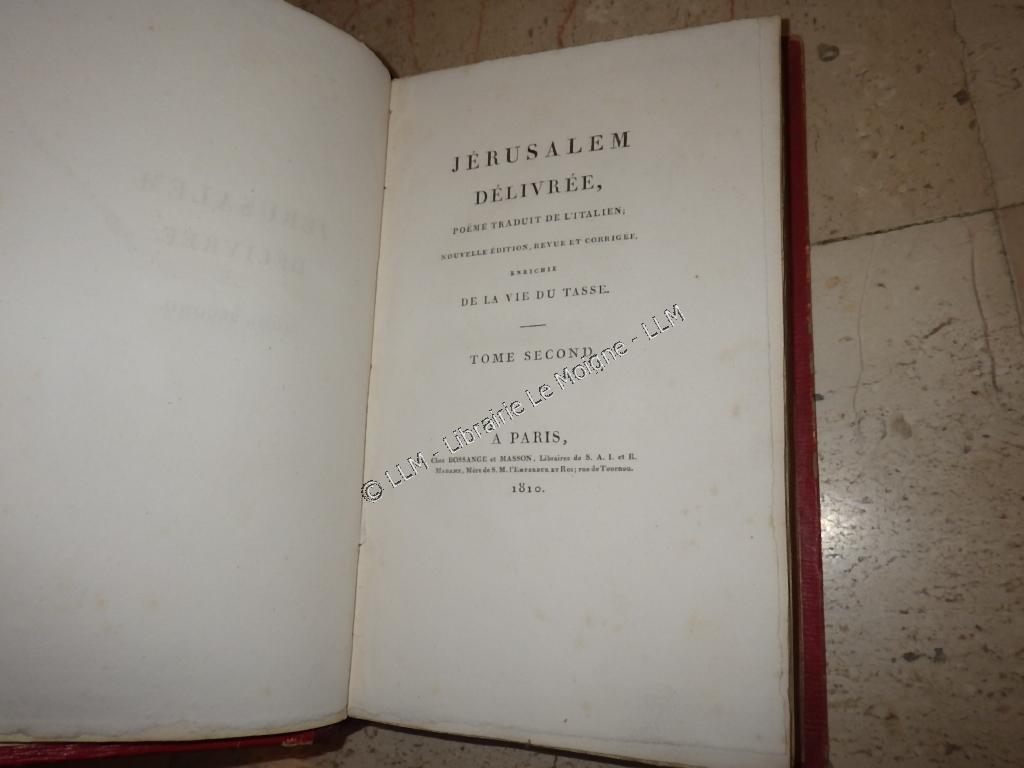 JÉRUSALEM
DÉLIVRÉE,
POËME TRADUIT DE L'ITALIEN;
NOUVELLE ÉDITION, REVUE ET CORRIGÉE,
ENRICHIE
DE LA VIE DU TASSE.
TOME SECOND.
A PARIS,
Chez BOSSANGE et MASSON, Libraires de S. A. I. et R.
MADAME, Mère de S. M. l'EMPEREUR ET ROI; rue de Tournon.
1810.
© LLM - Librairie Le Moigne - LLM